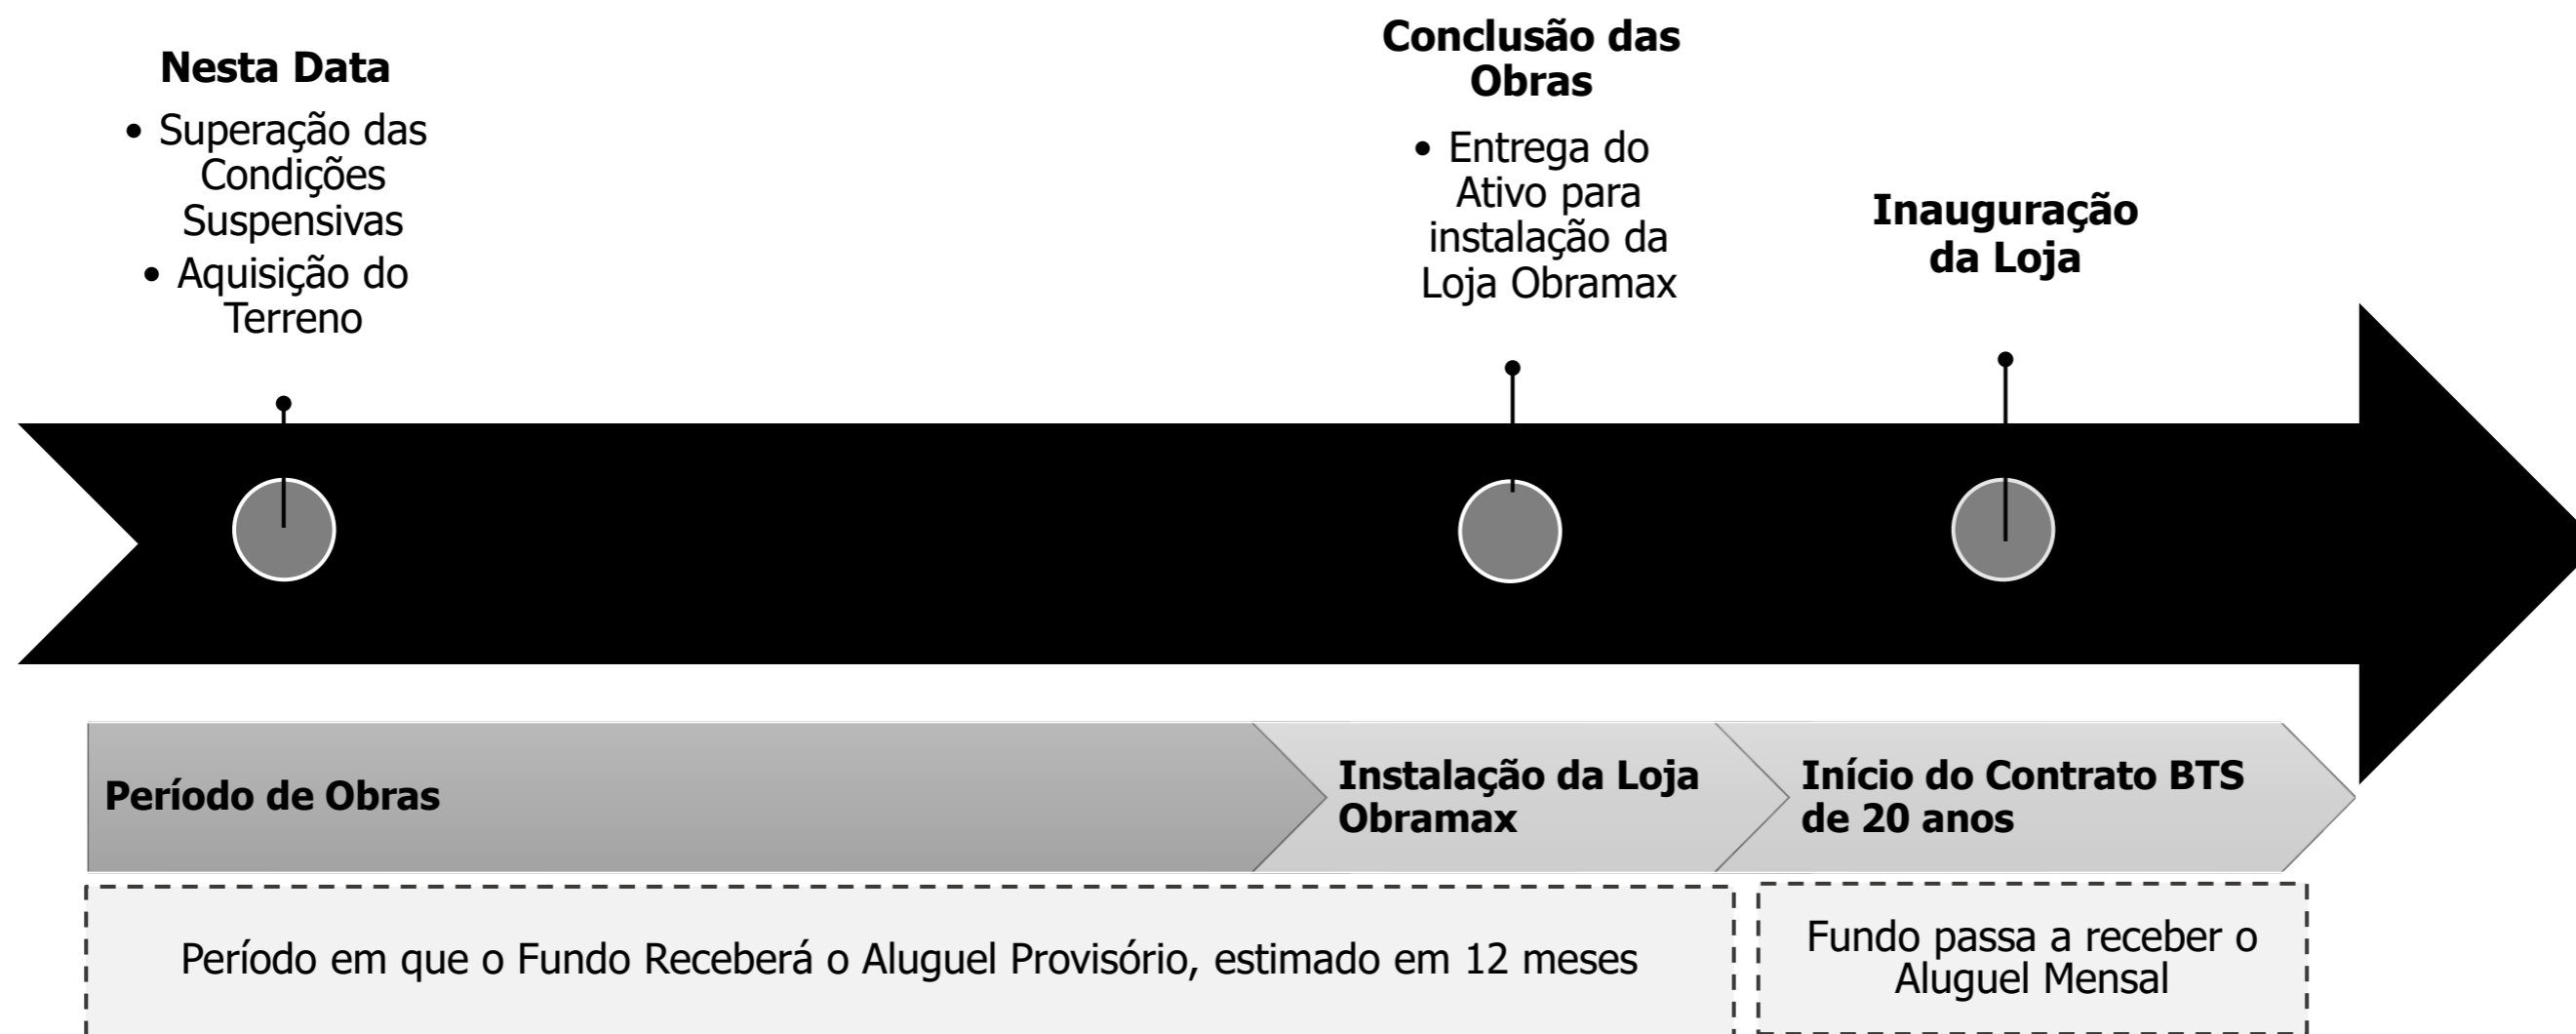 Nesta Data
• Superação das
Condições
Suspensivas
• Aquisição do
Terreno
Conclusão das
Obras
• Entrega do
Ativo para
instalação da
Loja Obramax
Inauguração
da Loja
Período de Obras
Instalação da Loja
Obramax
Início do Contrato BTS
de 20 anos
Período em que o Fundo Receberá o Aluguel Provisório, estimado em 12 meses
Fundo passa a receber o
Aluguel Mensal